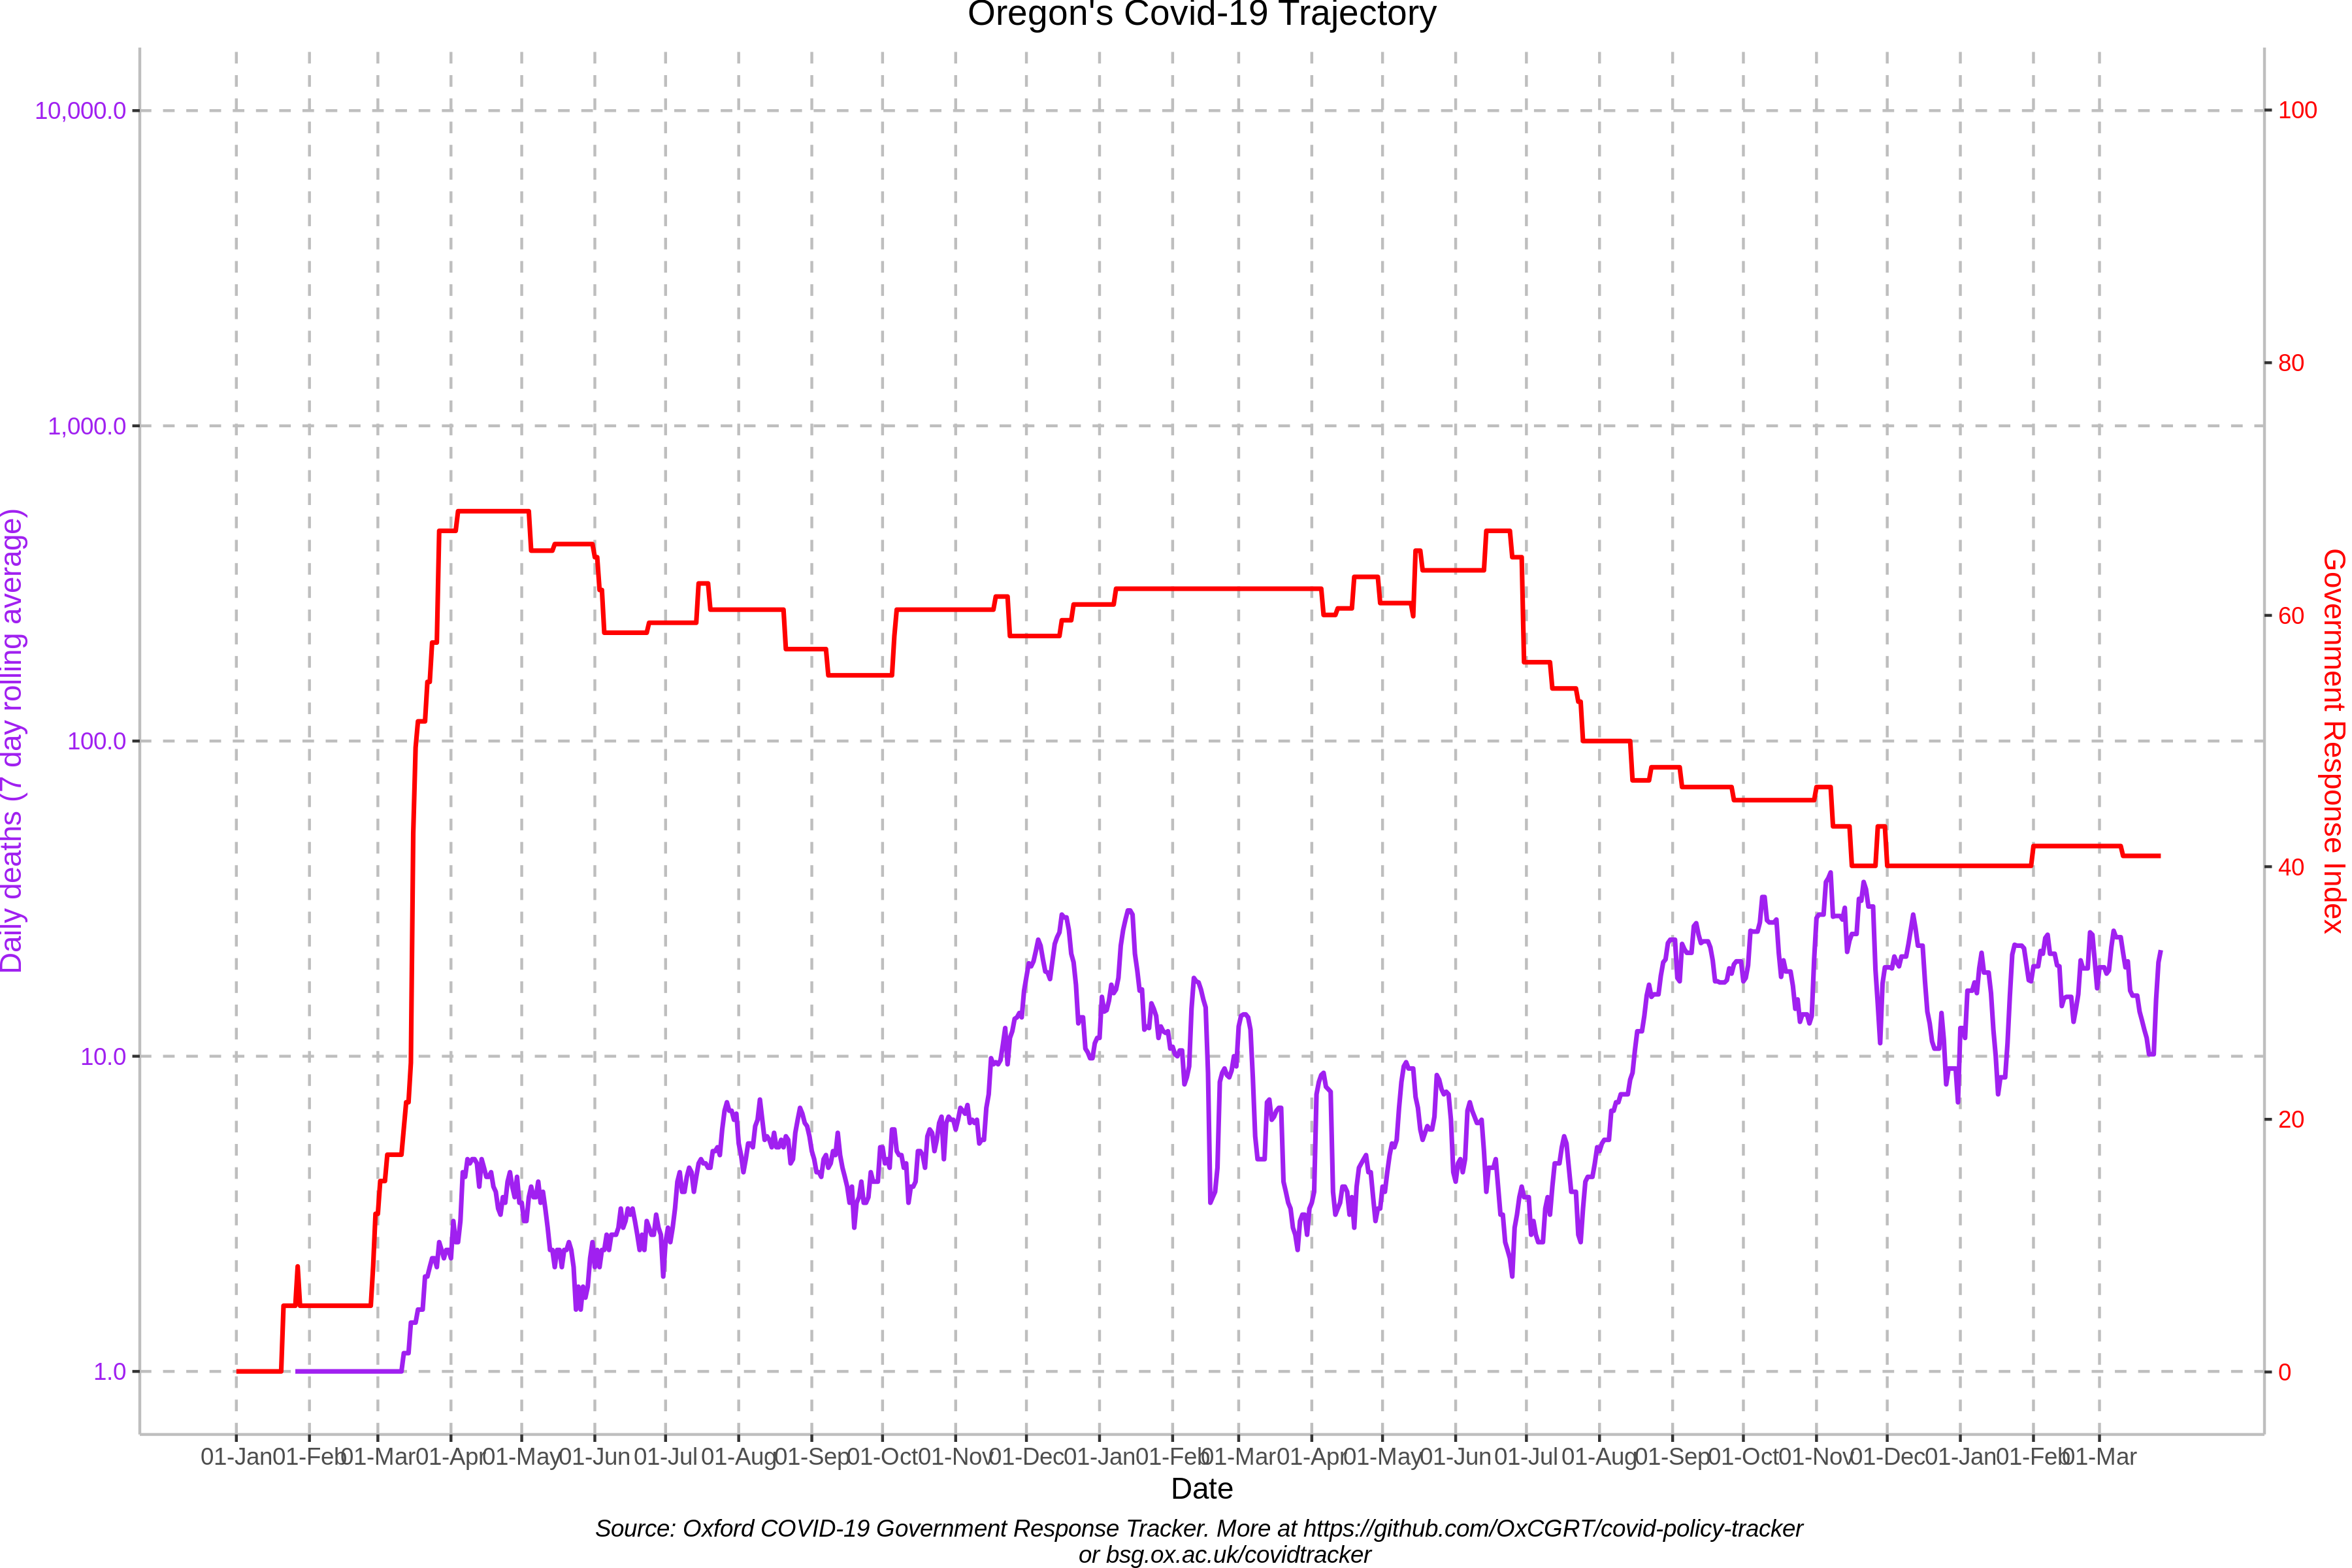 Oregon's Covid-19 Trajectory
10,000.0
1,000.0
100.0
10.0
1.0
Daily deaths (7 day rolling average)
100
80
60
40
20
0
Government Response Index
01-Jan 01-Feb 01-Mar 01-Apr 01-May 01-Jun 01-Jul 01-Aug 01-Sep 01-Oct 01-Nov 01-Dec 01-Jan 01-Feb 01-Mar 01-Apr 01-May 01-Jun 01-Jul 01-Aug 01-Sep 01-Oct 01-Nov 01-Dec 01-Jan 01-Feb 01-Mar
Date
Source: Oxford COVID-19 Government Response Tracker. More at https://github.com/OxCGRT/covid-policy-tracker
or bsg.ox.ac.uk/covidtracker